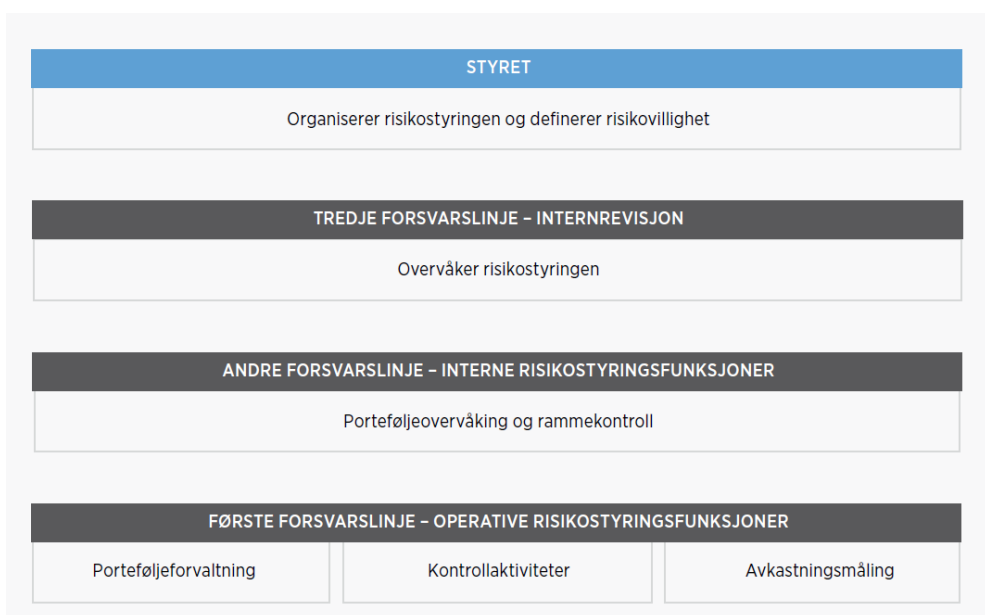 STYRET
Organiserer risikostyringen og definerer risikovillighet
TREDJE FORSVARSLINJE – INTERNREVISJON
Overvåker risikostyringen
ANDRE FORSVARSLINJE – INTERNE RISIKOSTYRINGSFUNKSJONER
Porteføljeovervåking og rammekontroll
FØRSTE FORSVARSLINJE – OPERATIVE RISIKOSTYRINGSFUNKSJONER
Porteføljeforvaltning
Kontrollaktiviteter
Avkastningsmåling